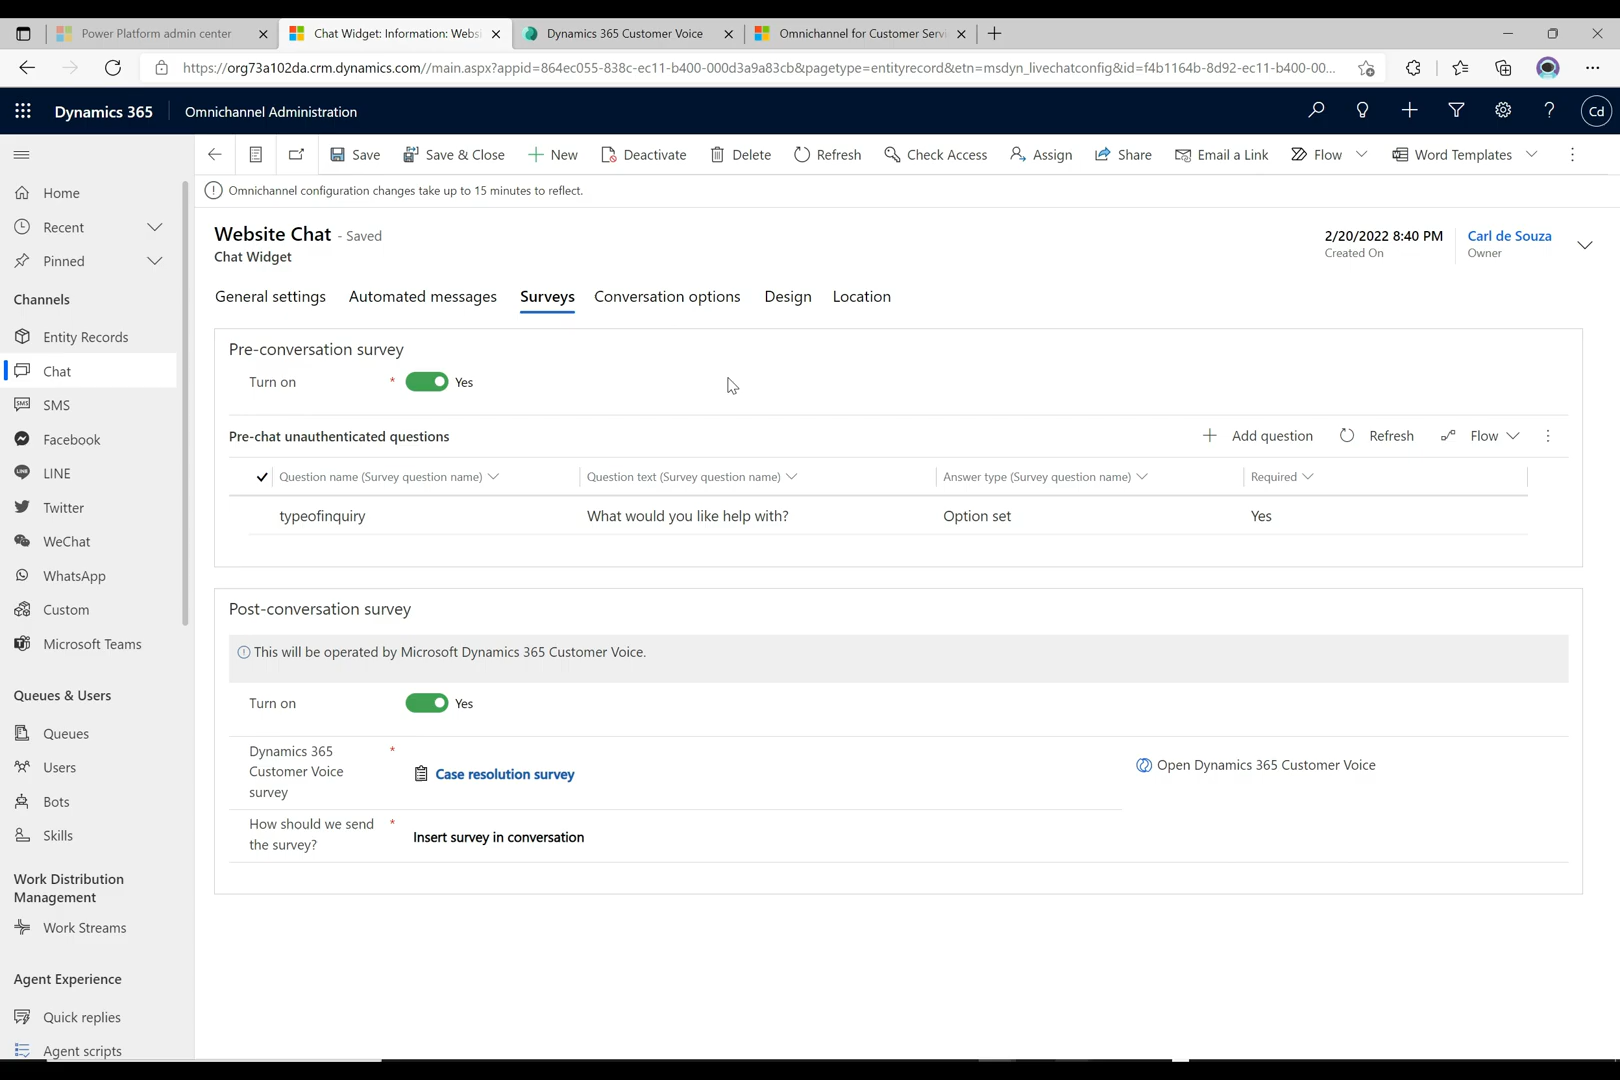 Power Platform admin center
Chat Widget: Information: Websi
Dynamics 365 Customer Voice
Omnichannel for Customer Servi
https://org73a102da.crm.dynamics.com//main.aspx?appid=864ec055-838c-ec11-b400-000d3a9a83cb&pagetype=entityrecord&etn=msdyn_livechatconfig&id=f4b1164b-8d92-ec11-b400-00...
Dynamics 365
Omnichannel Administration
Cd
Save
Save & Close
New
Deactivate
Delete
Refresh
Check Access
Assign
Share
Email a Link
Flow
Word Templates
Omnichannel configuration changes take up to 15 minutes to reflect.
Home
Recent
Pinned
Channels
Entity Records
Chat
SMS
Facebook
LINE
Twitter
WeChat
WhatsApp
Custom
Microsoft Teams
Queues & Users
Queues
Users
Bots
Skills
Work Distribution
Management
Work Streams
Agent Experience
Quick replies
Agent scripts
Website Chat - Saved
Chat Widget
2/20/2022 8:40 PM
Created On
Carl de Souza
Owner
General settings
Automated messages
Surveys
Conversation options
Design
Location
Pre-conversation survey
Turn on * Yes
Pre-chat unauthenticated questions
Add question
Refresh
Flow
Question name (Survey question name)
Question text (Survey question name)
Answer type (Survey question name)
Required
typeofinquiry
What would you like help with?
Option set
Yes
Post-conversation survey
This will be operated by Microsoft Dynamics 365 Customer Voice.
Turn on Yes
Dynamics 365 *
Customer Voice
survey
Case resolution survey
Open Dynamics 365 Customer Voice
How should we send *
the survey?
Insert survey in conversation